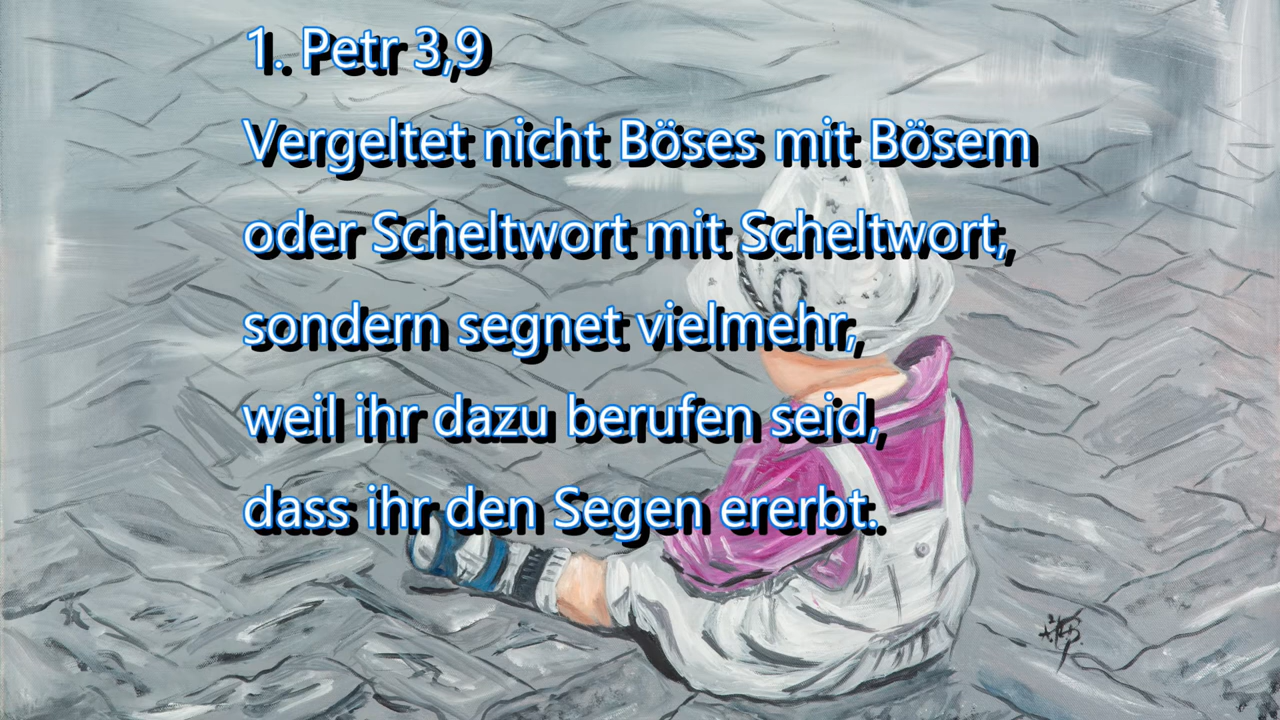 1. Petr 3,9
Vergeltet nicht Böses mit Bösem
oder Scheltwort mit Scheltwort,
sondern segnet vielmehr,
weil ihr dazu berufen seid,
dass ihr den Segen ererbt.